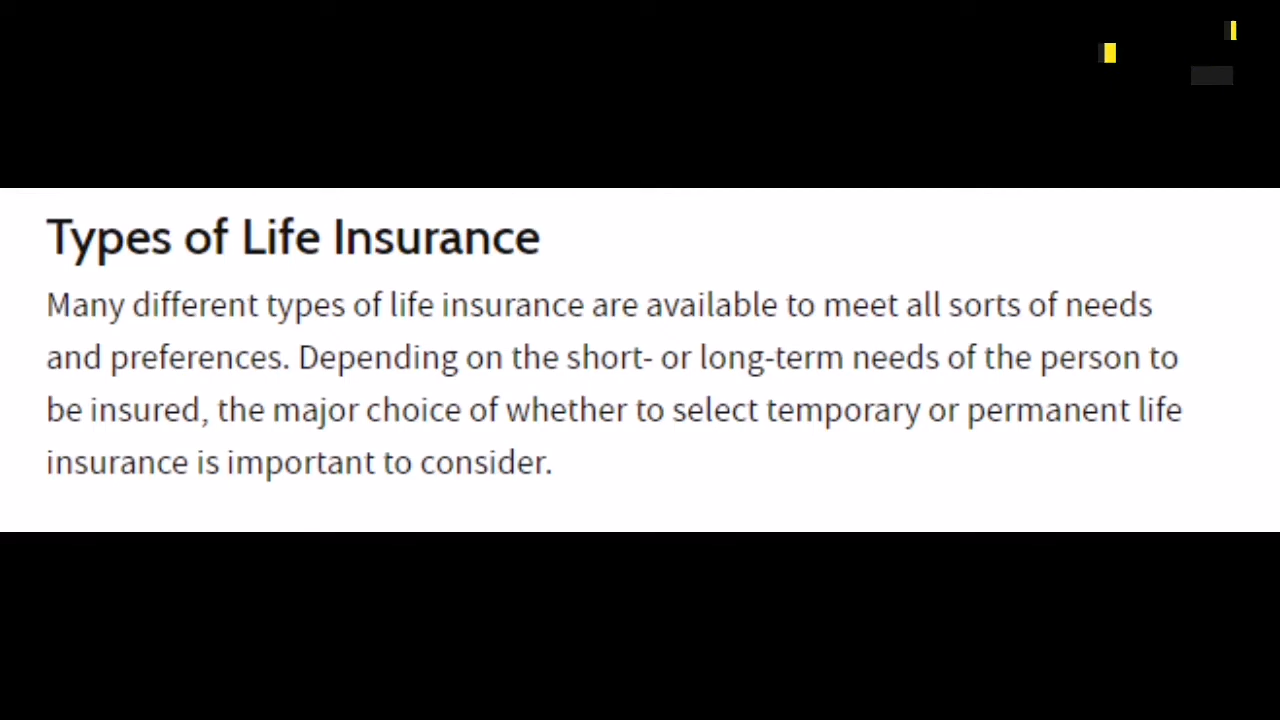 Types of Life Insurance
Many different types of life insurance are available to meet all sorts of needs
and preferences. Depending on the short- or long-term needs of the person to
be insured, the major choice of whether to select temporary or permanent life
insurance is important to consider.